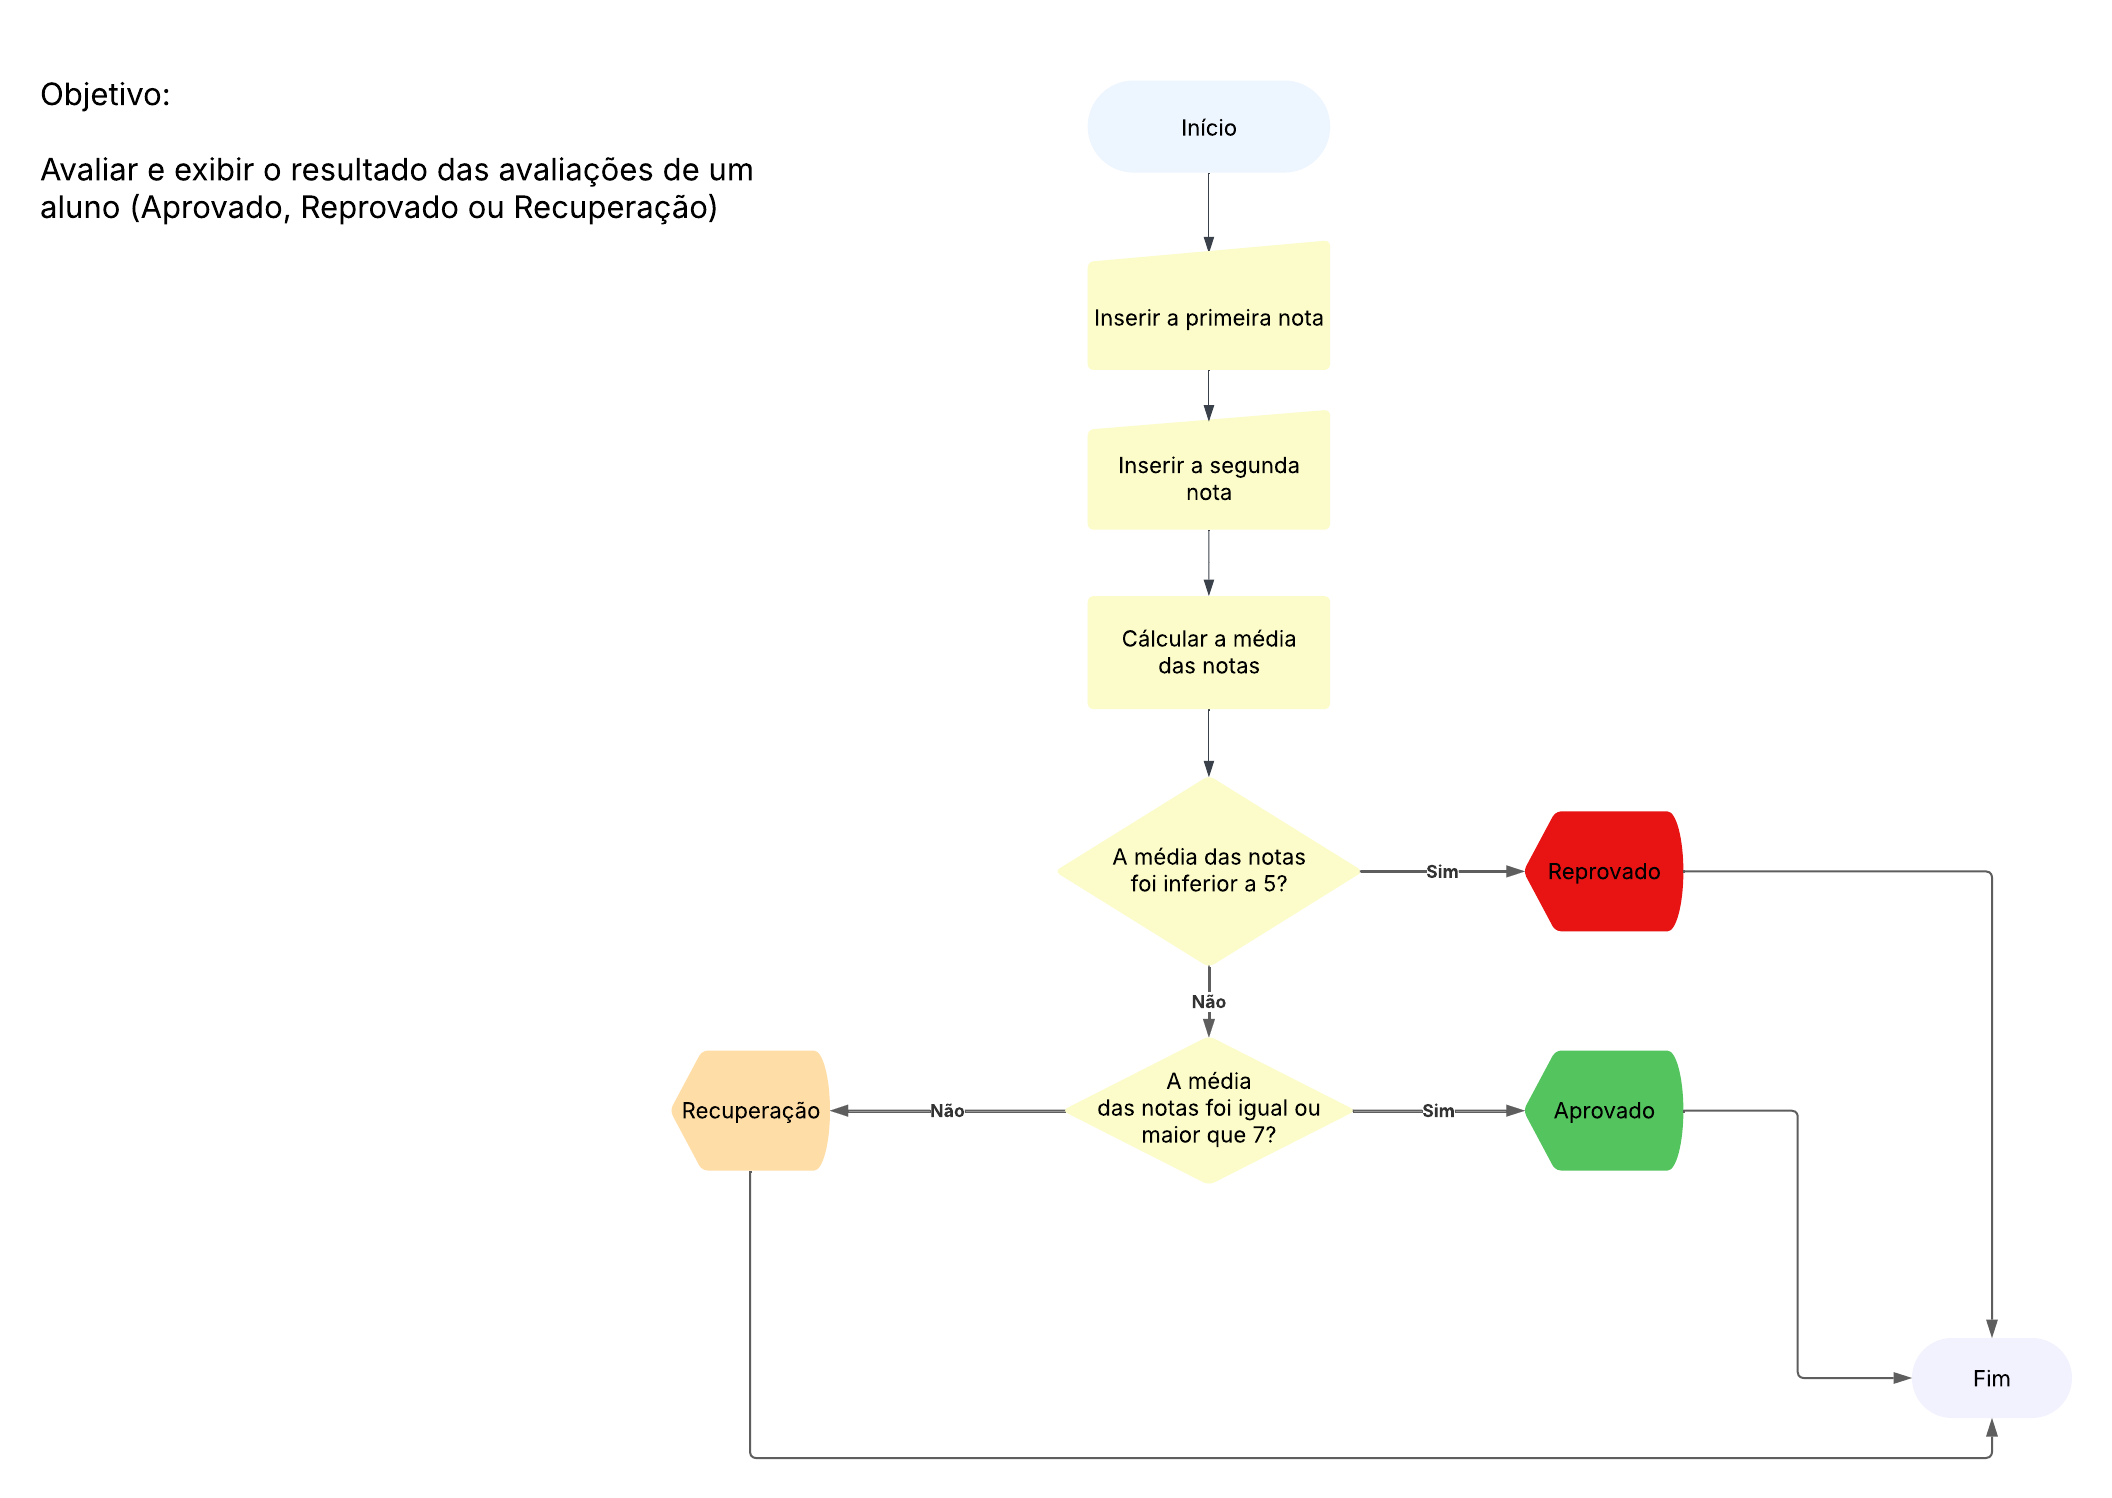 Objetivo:
Avaliar e exibir o resultado das avaliações de um
aluno (Aprovado, Reprovado ou Recuperação)
Início
Inserir a primeira nota
Inserir a segunda
nota
Cálcular a média
das notas
A média das notas
foi inferior a 5?
Sim
Reprovado
Não
A média
das notas foi igual ou
maior que 7?
Não
Recuperação
Sim
Aprovado
Fim